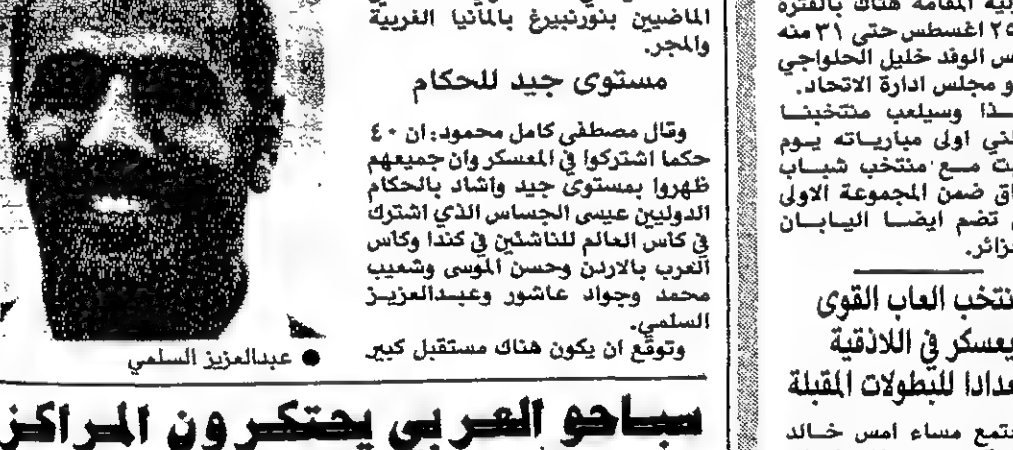 الماضيين بنورنبيرغ بالمانيا الغربية
والمجر.
مستوى جيد للحكام
وقال مصطفى كامل محمود: ان ٤٠
حكما اشتركوا في المعسكر وان جميعهم
ظهروا بمستوى جيد واشاد بالحكام
الدوليين عيسى الجساس الذي اشترك
في كاس العالم للناشئين في كندا وكاس
العرب بالاردن وحسن الموسى وشعيب
محمد وجواد عاشور وعبدالعزيز
السلمي.
وتوقع ان يكون هناك مستقبل كبير
● عبدالعزيز السلمي
سباحو العربي يحتكرون المراكز
المقامة هناك بالفترة
٢٥ اغسطس حتى ٣١ منه
الوفد خليل الحلواجي
مجلس ادارة الاتحاد.
وسيلعب منتخبنا
اولى مبارياته يوم
مع منتخب شباب
ضمن المجموعة الاولى
تضم ايضا اليابان
العاب القوى
يعسكر في اللاذقية
للبطولات المقبلة
مساء امس خالد